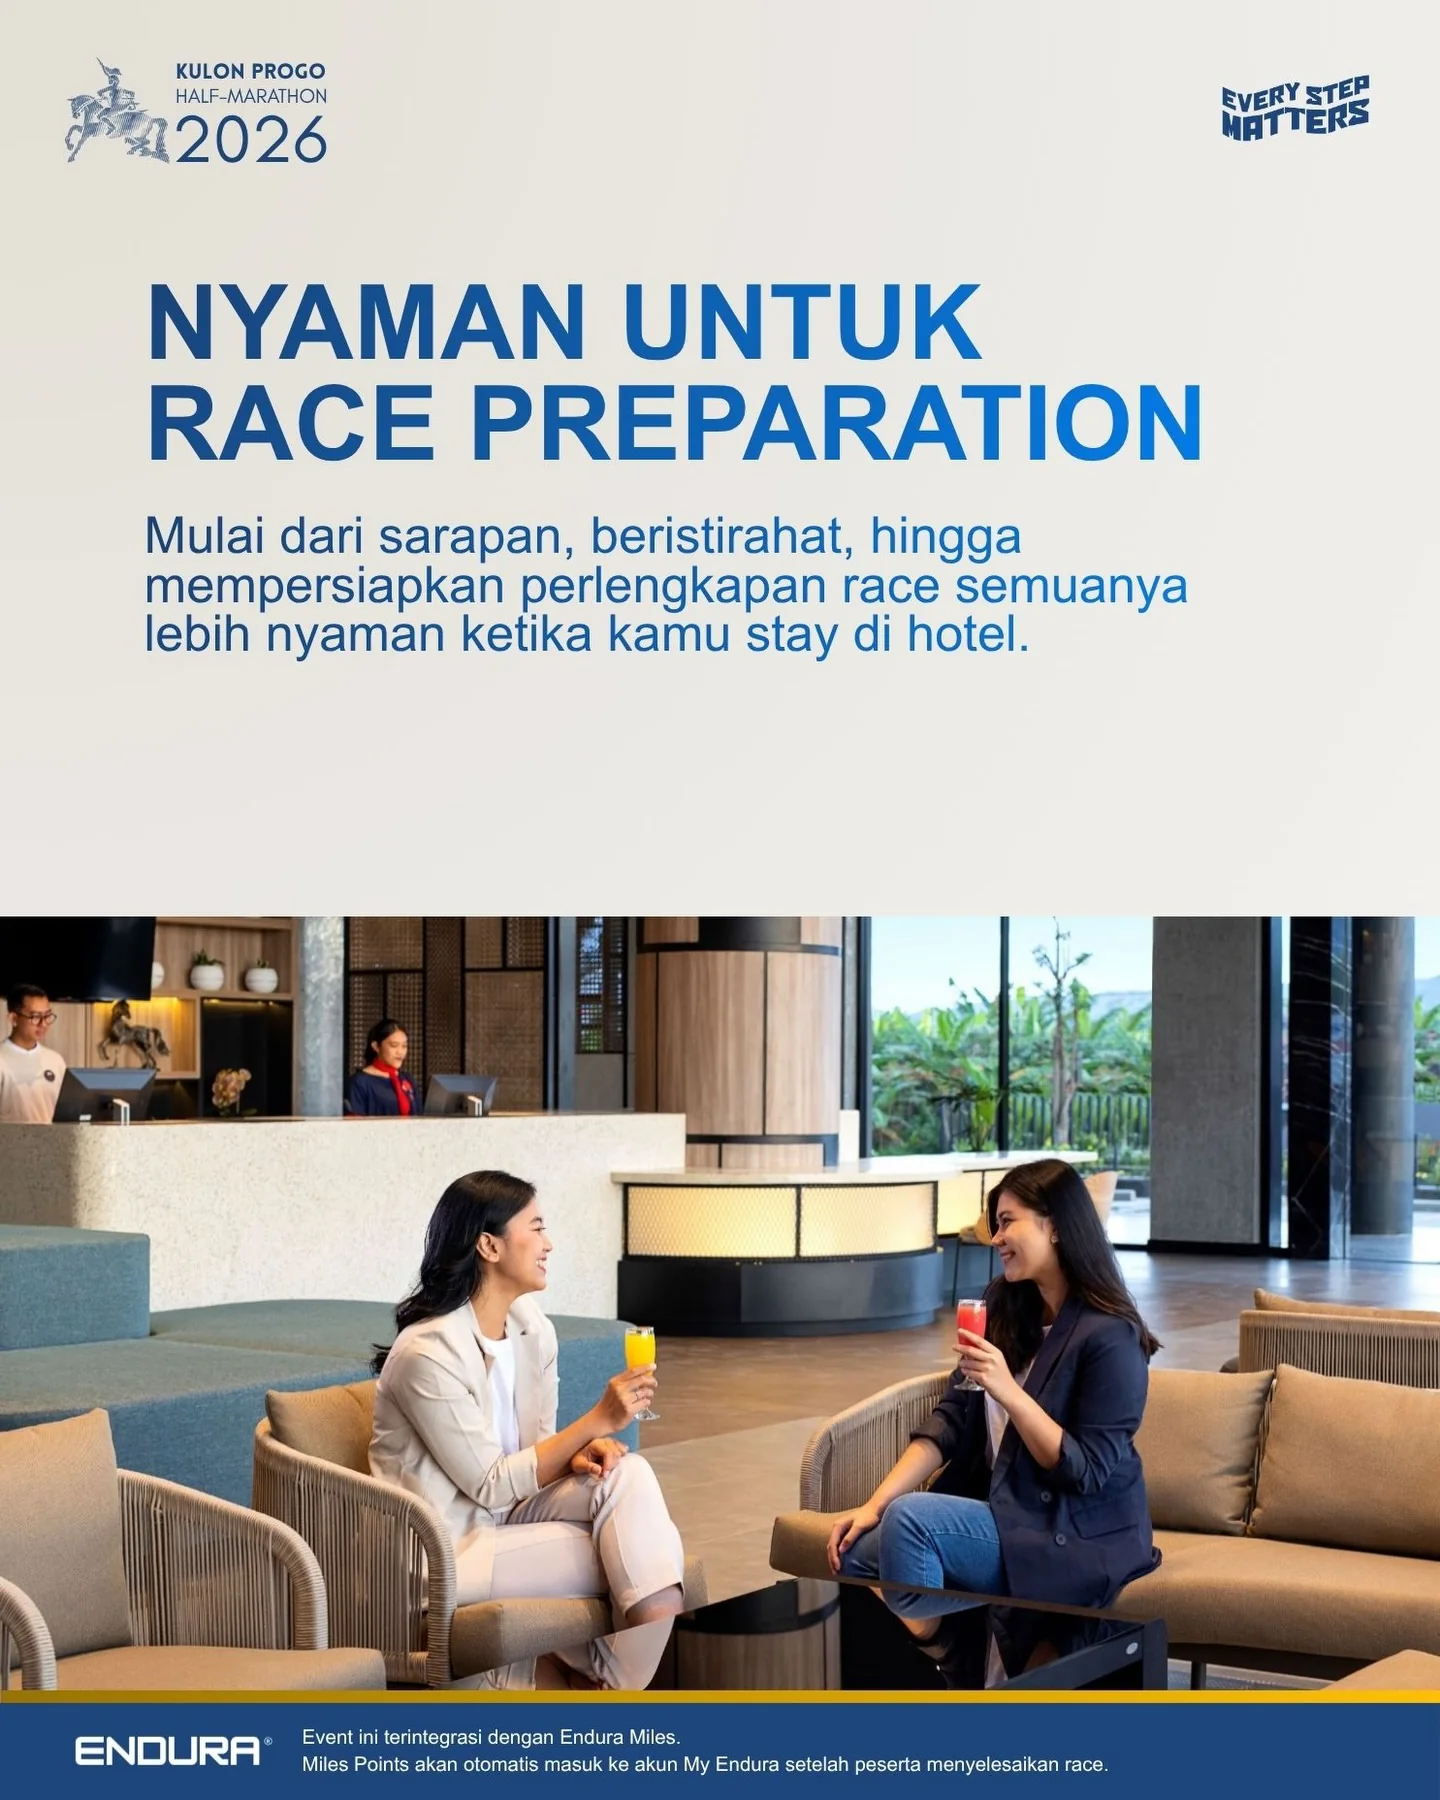 KULON PROGO
HALF-MARATHON
2026
EVERY STEP
MATTERS
NYAMAN UNTUK
RACE PREPARATION
Mulai dari sarapan, beristirahat, hingga
mempersiapkan perlengkapan race semuanya
lebih nyaman ketika kamu stay di hotel.
ENDURA®
Event ini terintegrasi dengan Endura Miles.
Miles Points akan otomatis masuk ke akun My Endura setelah peserta menyelesaikan race.